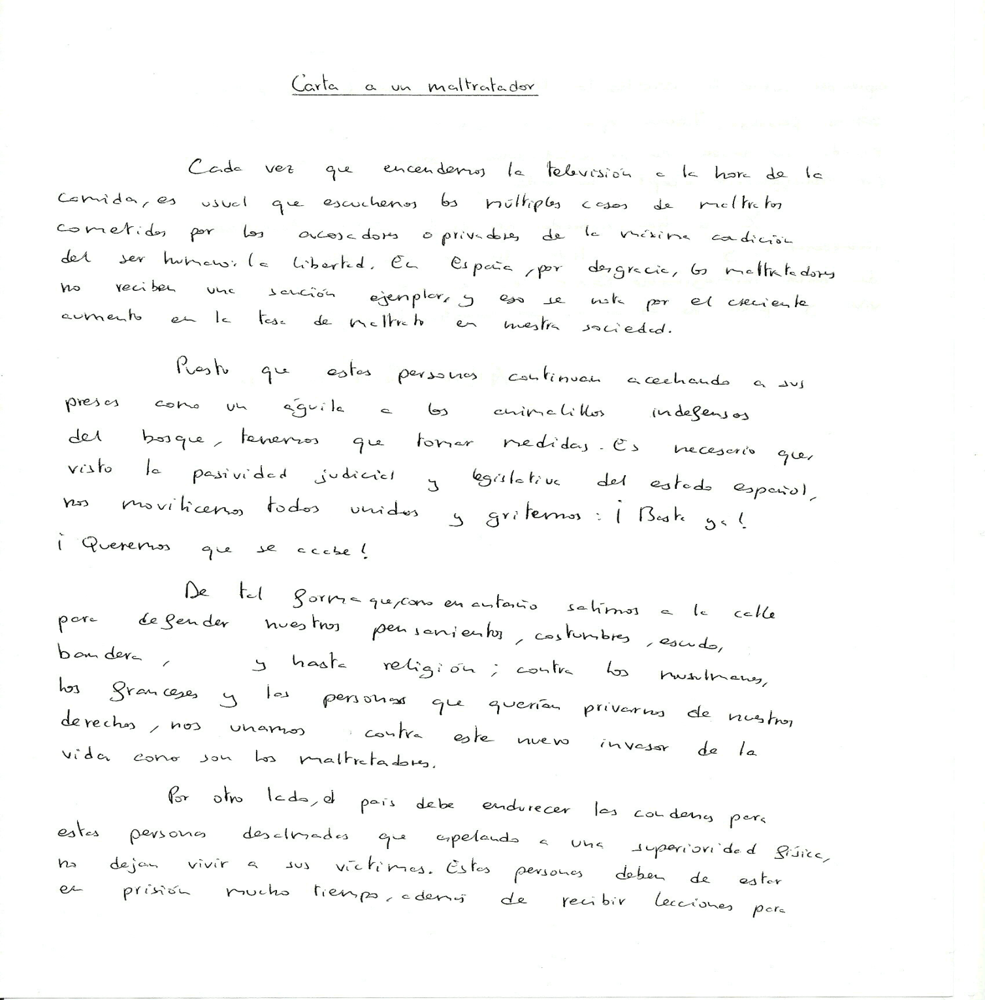 Carta a un maltratador
Cada vez que encendemos la televisión a la hora de la
comida, es usual que escuchemos los múltiples casos de maltratos
cometidos por los acosadores o privadores de la máxima condición
del ser humano: la libertad. En España, por desgracia, los maltratadores
no reciben una sanción ejemplar, y eso se nota por el creciente
aumento en la tasa de maltrato en nuestra sociedad.
Puesto que estas personas continuan acechando a sus
presas como un águila a los animalillos indefensos
del bosque, tenemos que tomar medidas. Es necesario que,
visto la pasividad judicial y legislativa del estado español,
nos movilicemos todos unidos y gritemos: ¡Basta ya!
¡Queremos que se acabe!
De tal forma que, como en antaño salimos a la calle
para defender nuestros pensamientos, costumbres, escudo,
bandera, y hasta religión; contra los musulmanes,
los franceses y las personas que querían privarnos de nuestros
derechos, nos unamos contra este nuevo invasor de la
vida como son los maltratadores.
Por otro lado, el país debe endurecer las condenas para
estas personas desalmadas que apelando a una superioridad física,
no dejan vivir a sus víctimas. Estas personas deben de estar
en prisión mucho tiempo, además de recibir lecciones para